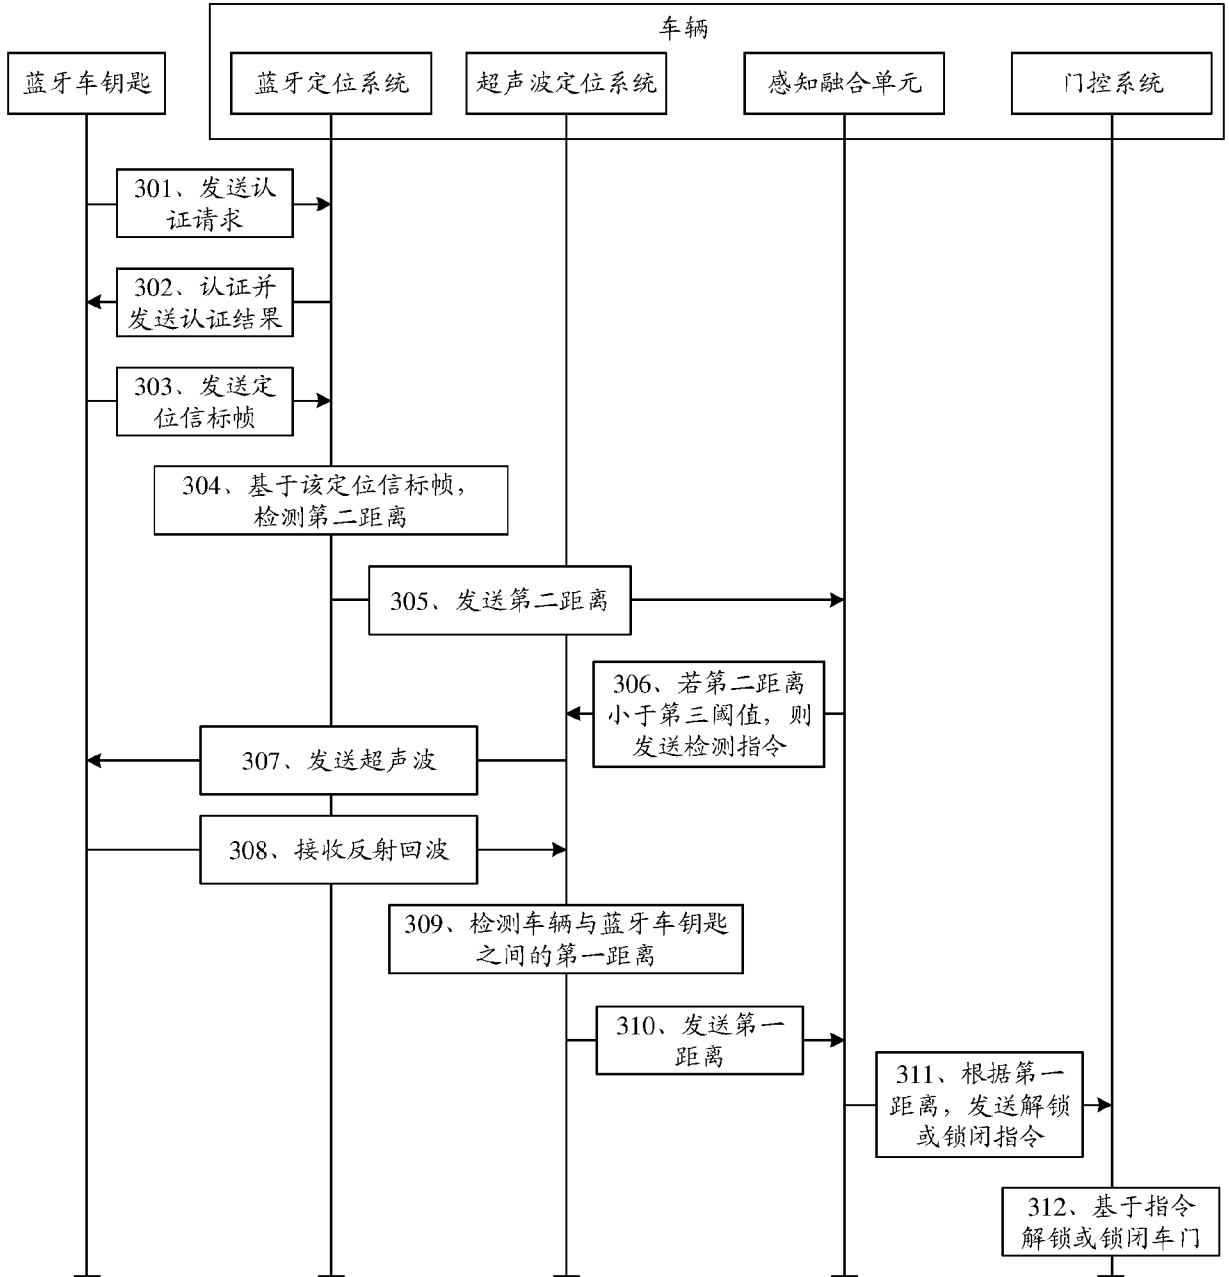 车辆
蓝牙车钥匙
蓝牙定位系统
超声波定位系统
感知融合单元
门控系统
301、发送认
证请求
302、认证并
发送认证结果
303、发送定
位信标帧
304、基于该定位信标帧，
检测第二距离
305、发送第二距离
306、若第二距离
小于第三阈值，则
发送检测指令
307、发送超声波
308、接收反射回波
309、检测车辆与蓝牙车钥匙
之间的第一距离
310、发送第一
距离
311、根据第一
距离，发送解锁
或锁闭指令
312、基于指令
解锁或锁闭车门